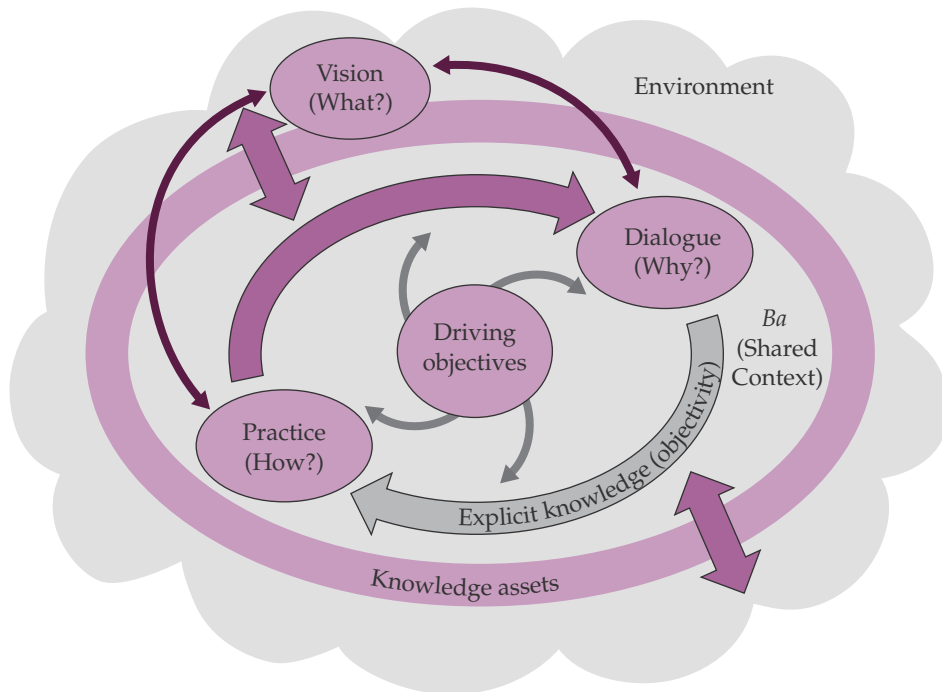 Vision
(What?)
Environment
Dialogue
(Why?)
Ba
(Shared
Context)
Driving
objectives
Practice
(How?)
Explicit knowledge (objectivity)
Knowledge assets